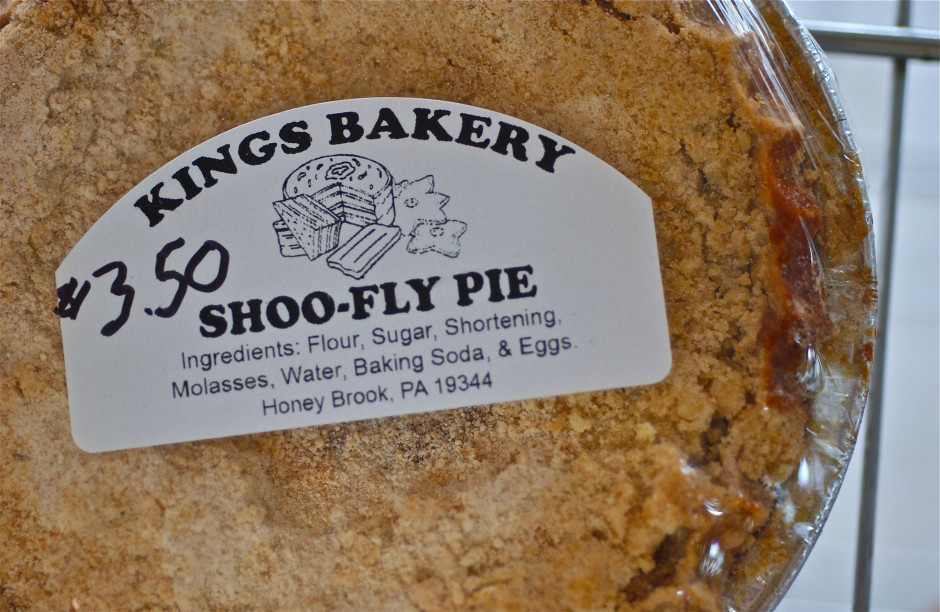 KINGS BAKERY
$3.50
SHOO-FLY PIE
Ingredients: Flour, Sugar, Shortening,
Molasses, Water, Baking Soda, & Eggs.
Honey Brook, PA 19344